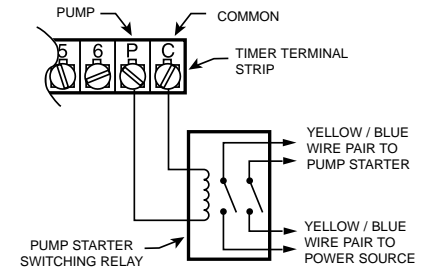 PUMP
COMMON
5 6 P C
TIMER TERMINAL
STRIP
YELLOW / BLUE
WIRE PAIR TO
PUMP STARTER
YELLOW / BLUE
WIRE PAIR TO
POWER SOURCE
PUMP STARTER
SWITCHING RELAY